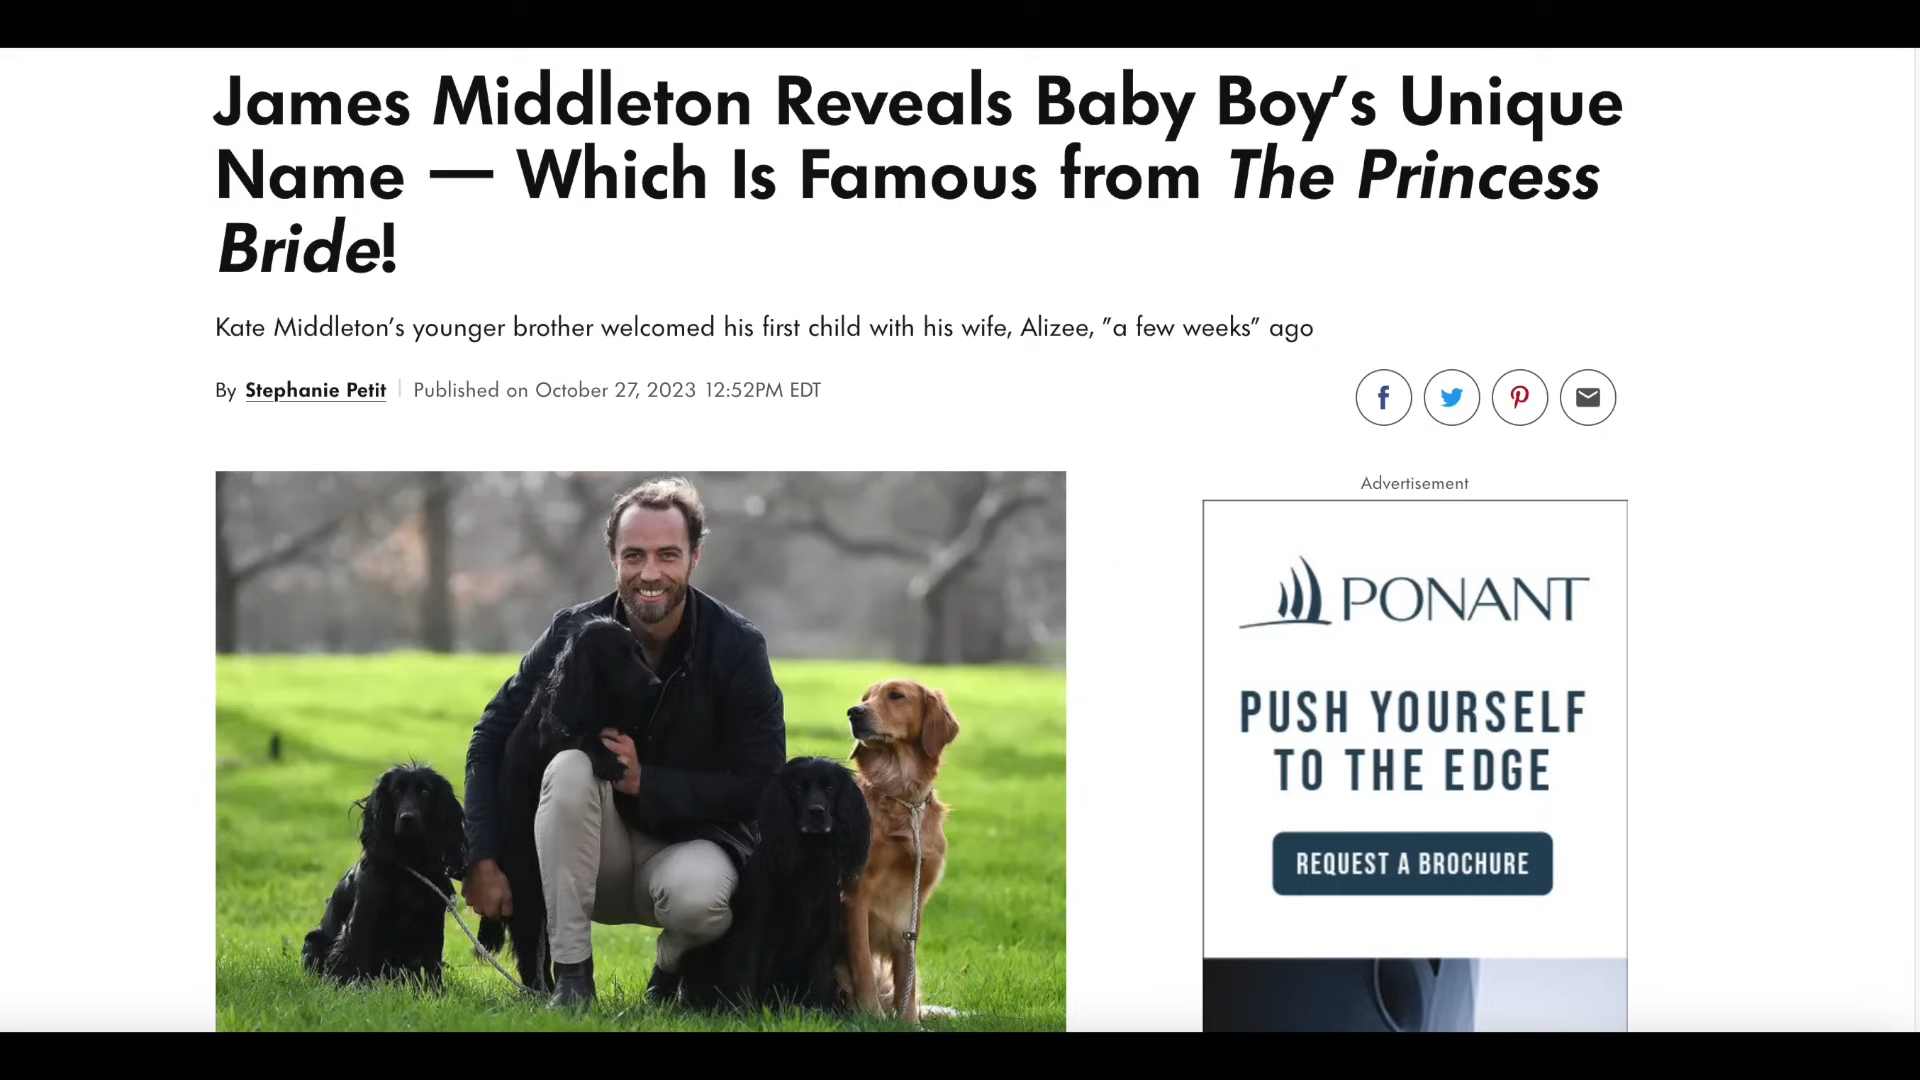 James Middleton Reveals Baby Boy’s Unique
Name — Which Is Famous from The Princess
Bride!
Kate Middleton’s younger brother welcomed his first child with his wife, Alizee, "a few weeks” ago
By Stephanie Petit | Published on October 27, 2023 12:52PM EDT
f
Advertisement
PONANT
PUSH YOURSELF
TO THE EDGE
REQUEST A BROCHURE